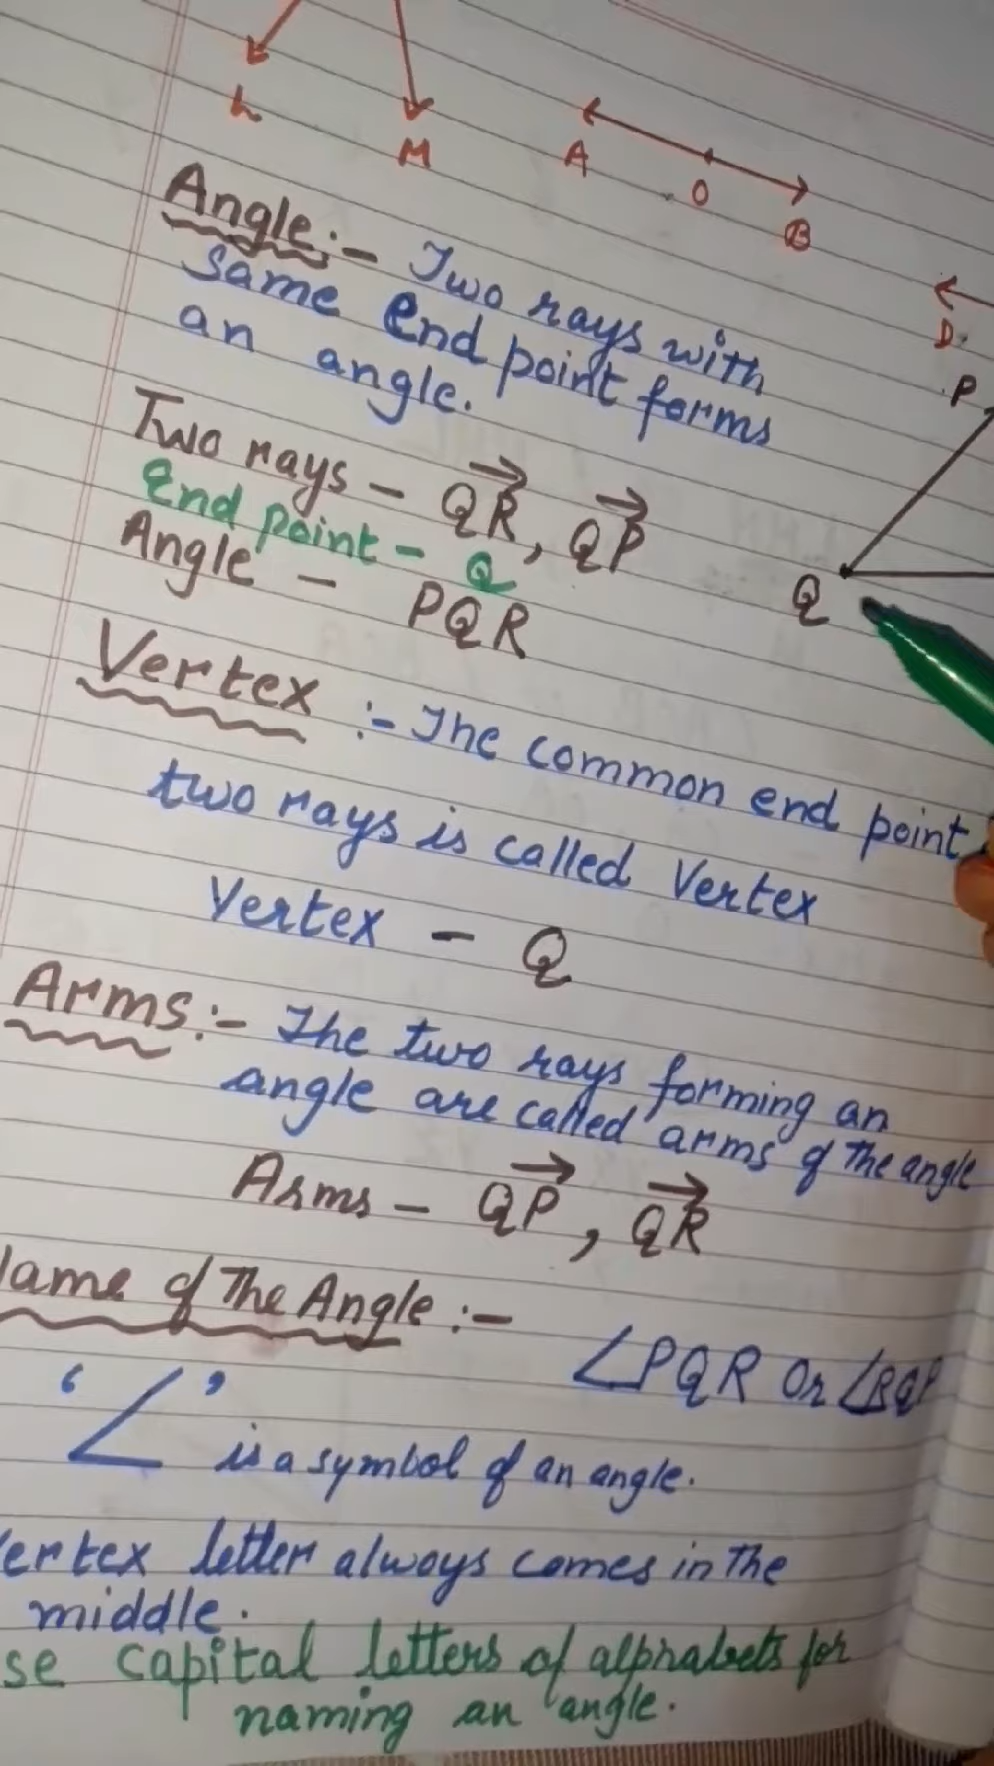 L
M
A
O
B
D
P
Angle:- Two rays with
same end point forms
an angle.
Two rays - QR, QP
End point - Q
Angle - PQR
Q
Vertex :- The common end point
two rays is called Vertex
Vertex - Q
Arms:- The two rays forming an
angle are called arms of the angle
Arms - QP, QR
Name of The Angle :-
∠PQR or ∠RQP
'∠' is a symbol of an angle.
Vertex letter always comes in the
middle.
se capital letters of alphabets for
naming an angle.